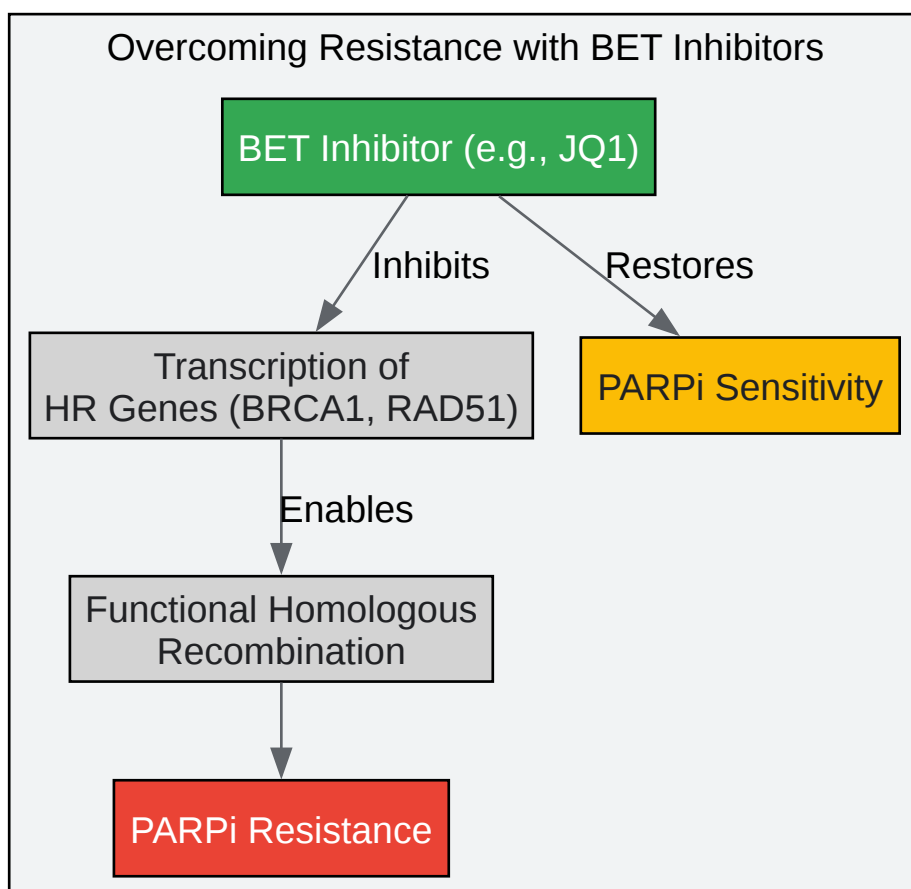 Overcoming Resistance with BET Inhibitors
BET Inhibitor (e.g., JQ1)
Inhibits
Restores
Transcription of
HR Genes (BRCA1, RAD51)
PARPi Sensitivity
Enables
Functional Homologous
Recombination
PARPi Resistance